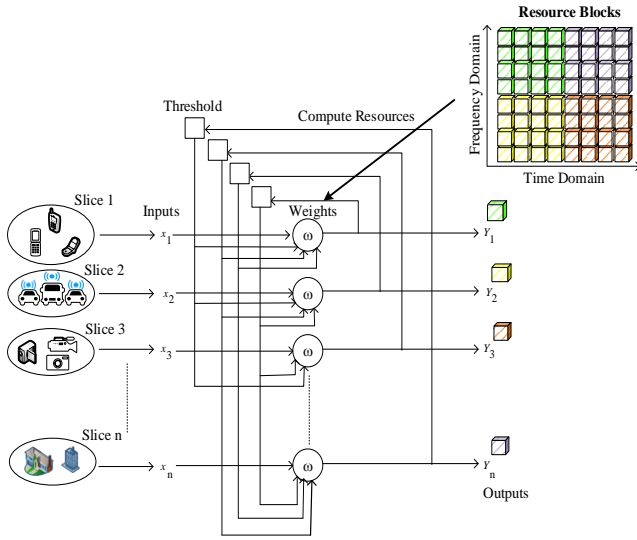 Resource Blocks
Frequency Domain
Time Domain
Threshold
Compute Resources
Slice 1
Inputs
Weights
x1
ω
Y1
Slice 2
x2
ω
Y2
Slice 3
x3
ω
Y3
Slice n
xn
ω
Yn
Outputs